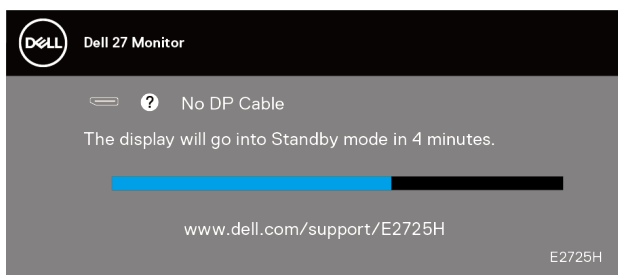 DELL
Dell 27 Monitor
? No DP Cable
The display will go into Standby mode in 4 minutes.
www.dell.com/support/E2725H
E2725H